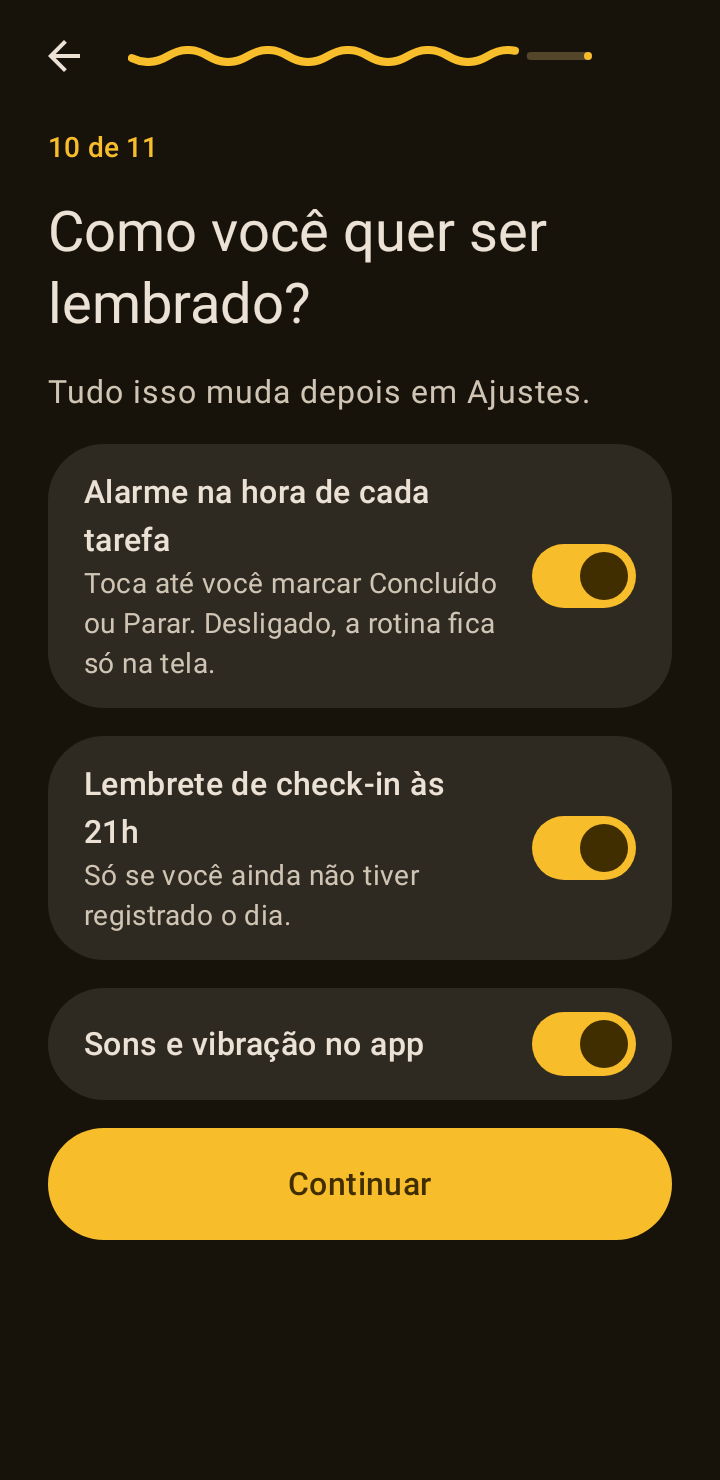 10 de 11
Como você quer ser
lembrado?
Tudo isso muda depois em Ajustes.
Alarme na hora de cada
tarefa
Toca até você marcar Concluído
ou Parar. Desligado, a rotina fica
só na tela.
Lembrete de check-in às
21h
Só se você ainda não tiver
registrado o dia.
Sons e vibração no app
Continuar